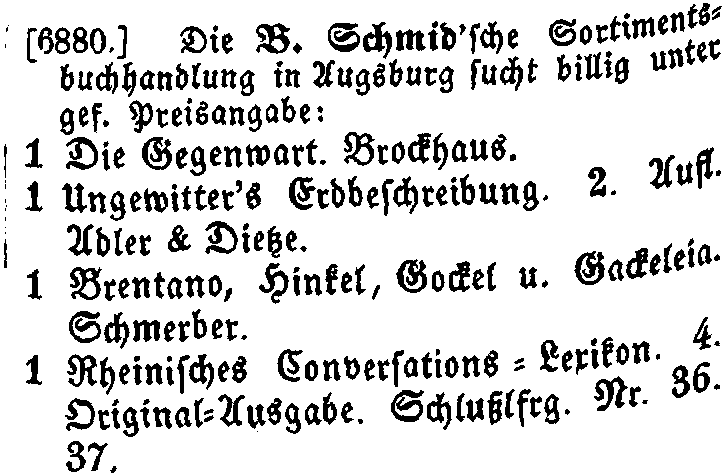 [6880.] Die B. Schmid'sche Sortiments-
buchhandlung in Augsburg sucht billig unter
gef. Preisangabe:
1 Die Gegenwart. Brockhaus.
1 Ungewitter's Erdbeschreibung. 2. Aufl.
Adler & Dietze.
1 Brentano, Hinkel, Gockel u. Gackeleia.
Schmerber.
1 Rheinisches Conversations-Lexikon. 4.
Original-Ausgabe. Schlußlfrg. Nr. 36.
37.